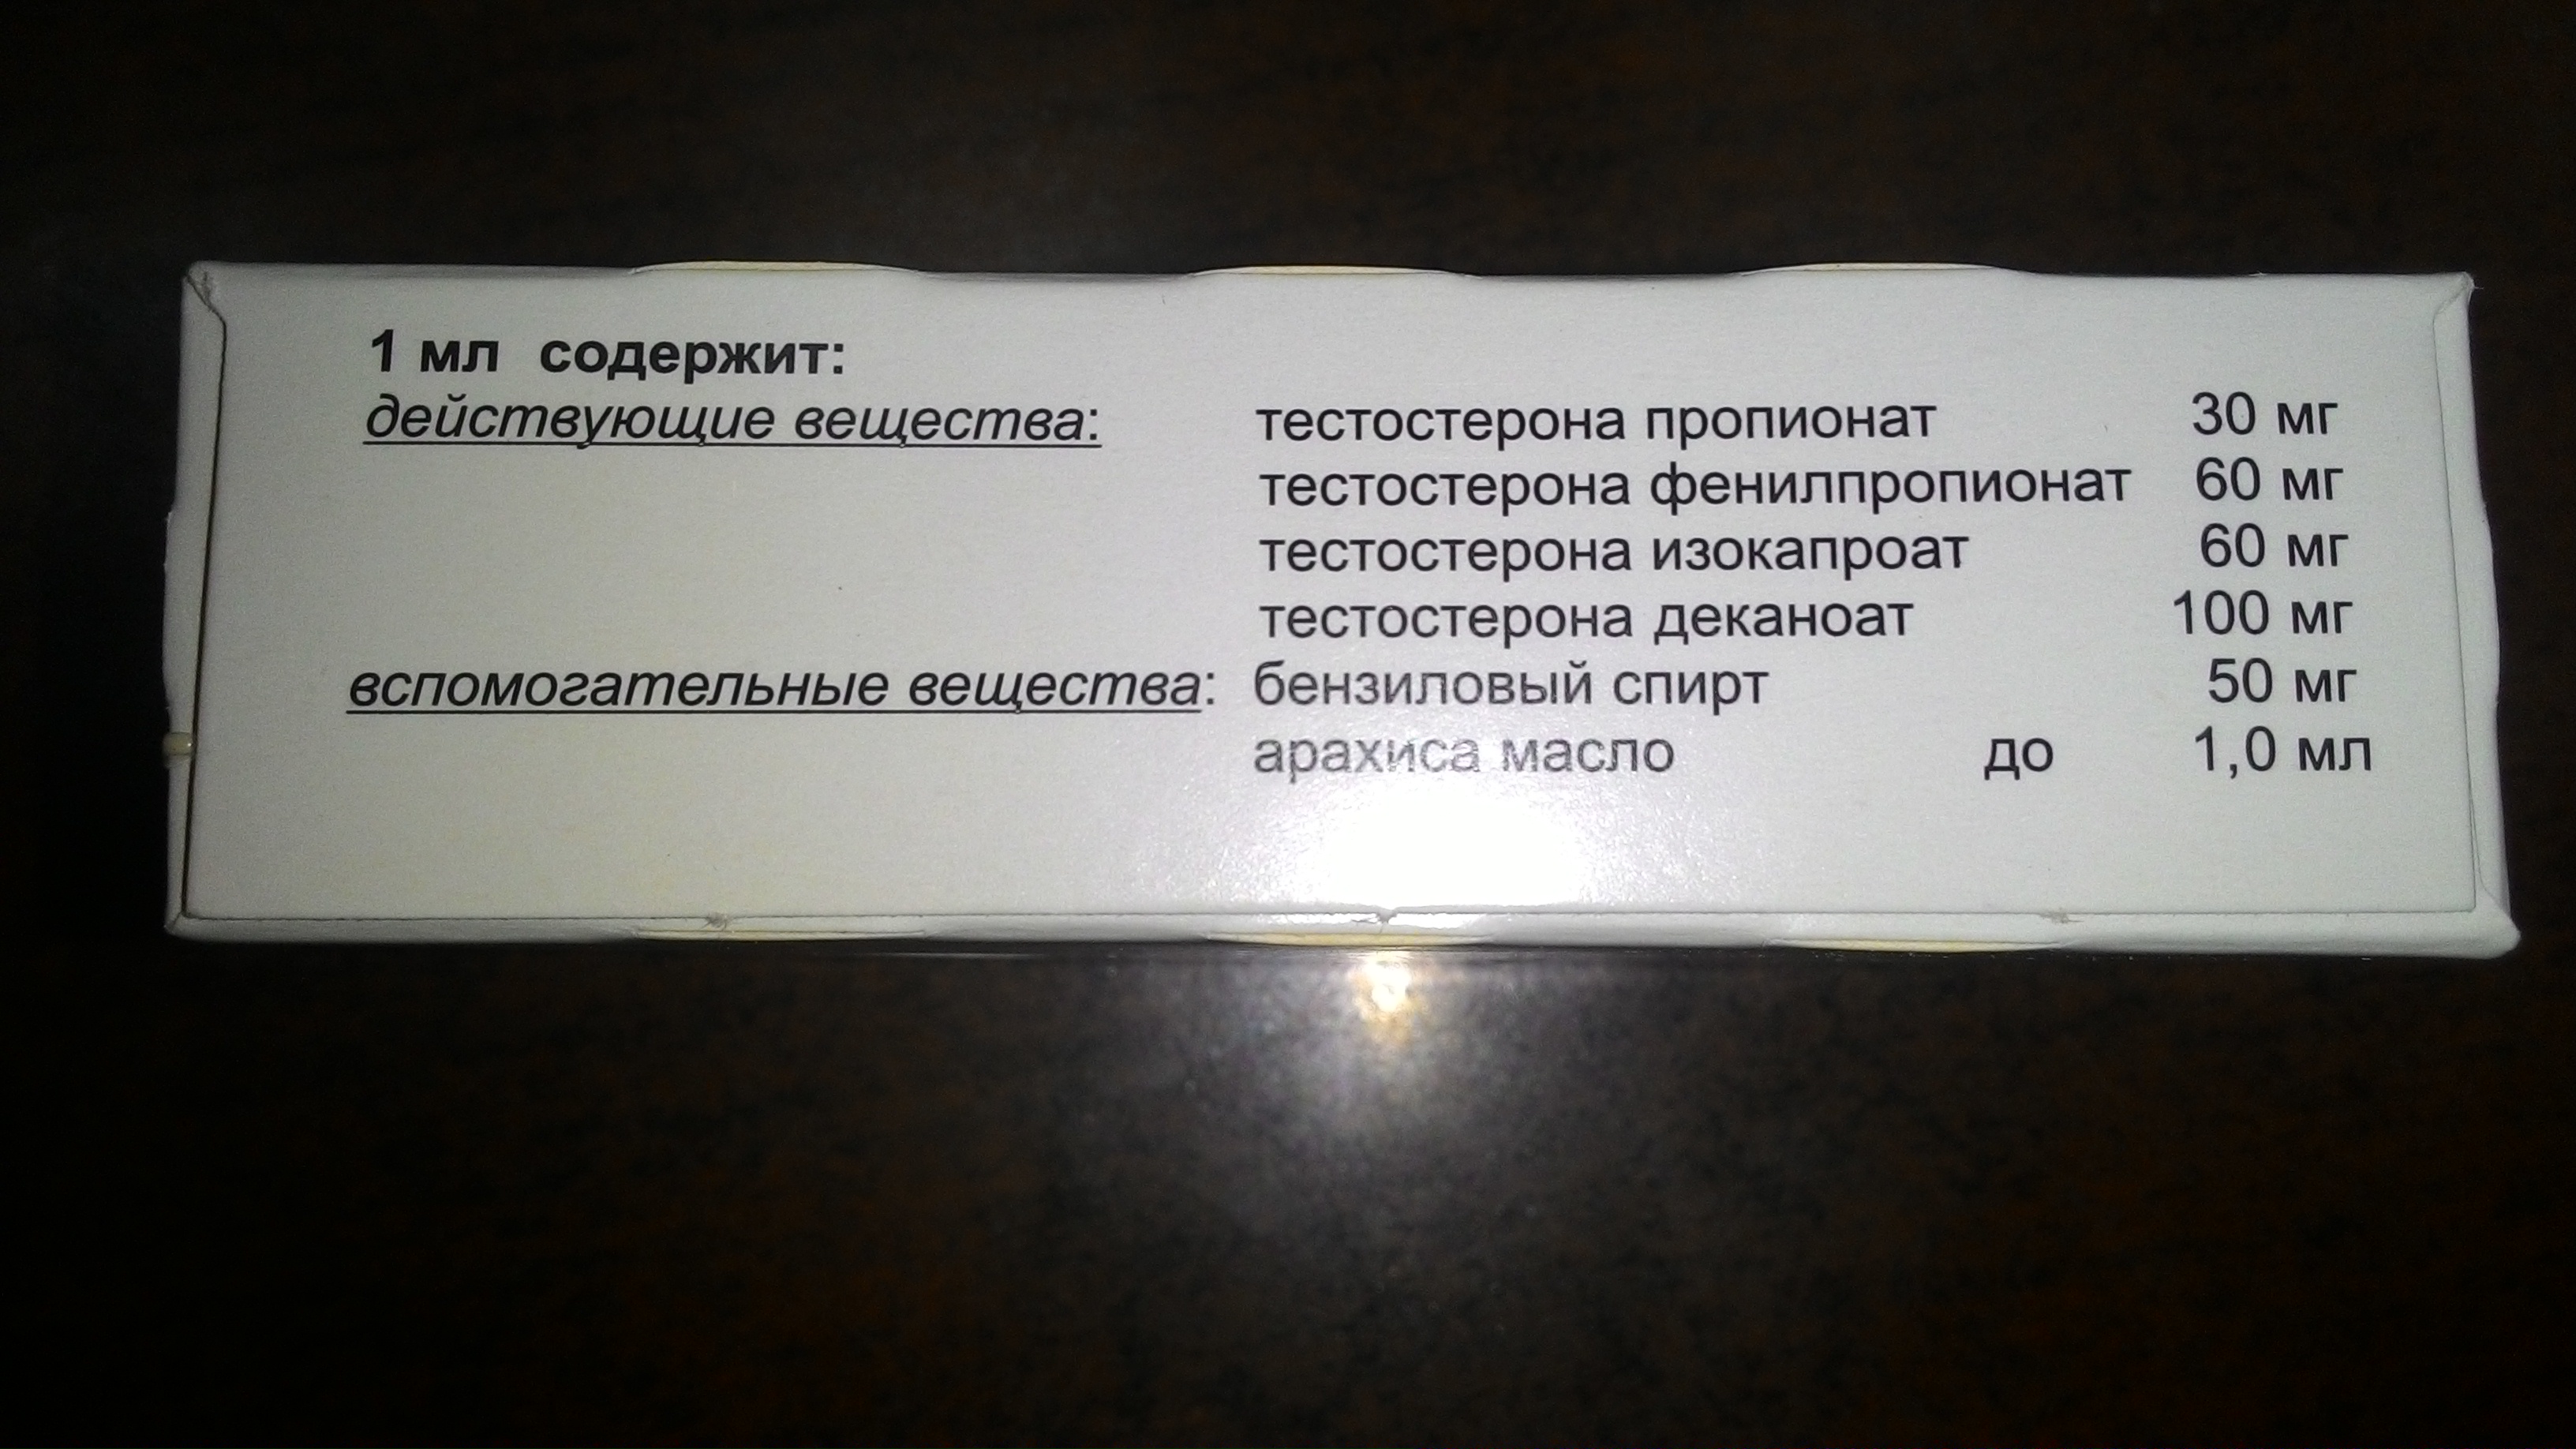 1 мл содержит:
действующие вещества: тестостерона пропионат 30 мг
тестостерона фенилпропионат 60 мг
тестостерона изокапроат 60 мг
тестостерона деканоат 100 мг
вспомогательные вещества: бензиловый спирт 50 мг
арахиса масло до 1,0 мл